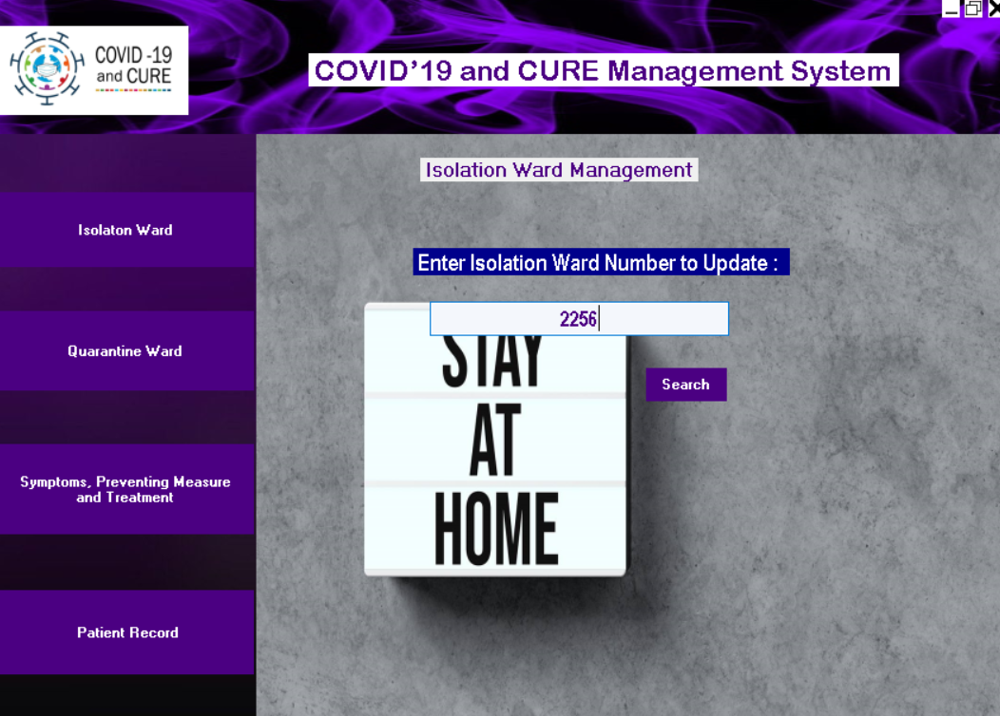 COVID -19
and CURE
COVID'19 and CURE Management System
Isolation Ward Management
Isolaton Ward
Quarantine Ward
Symptoms, Preventing Measure
and Treatment
Patient Record
Enter Isolation Ward Number to Update :
2256
Search
STAY
AT
HOME